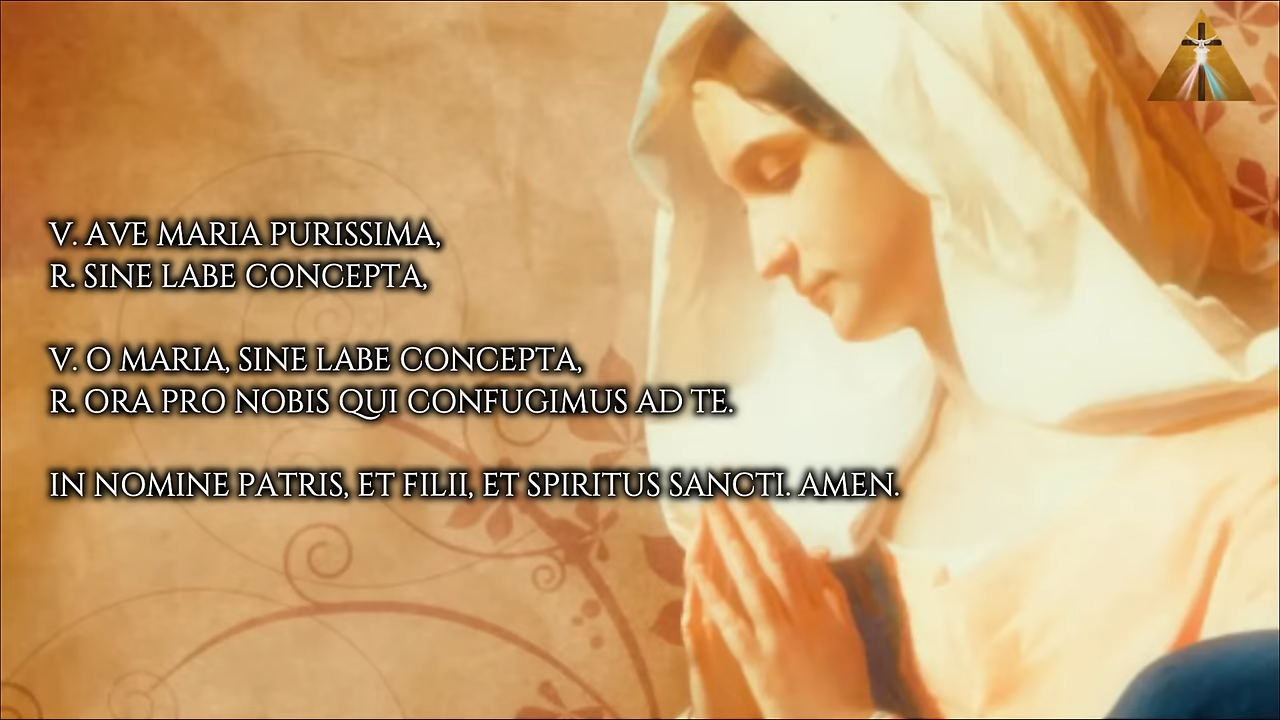 V. AVE MARIA PURISSIMA,
R. SINE LABE CONCEPTA,
V. O MARIA, SINE LABE CONCEPTA,
R. ORA PRO NOBIS QUI CONFUGIMUS AD TE.
IN NOMINE PATRIS, ET FILII, ET SPIRITUS SANCTI. AMEN.